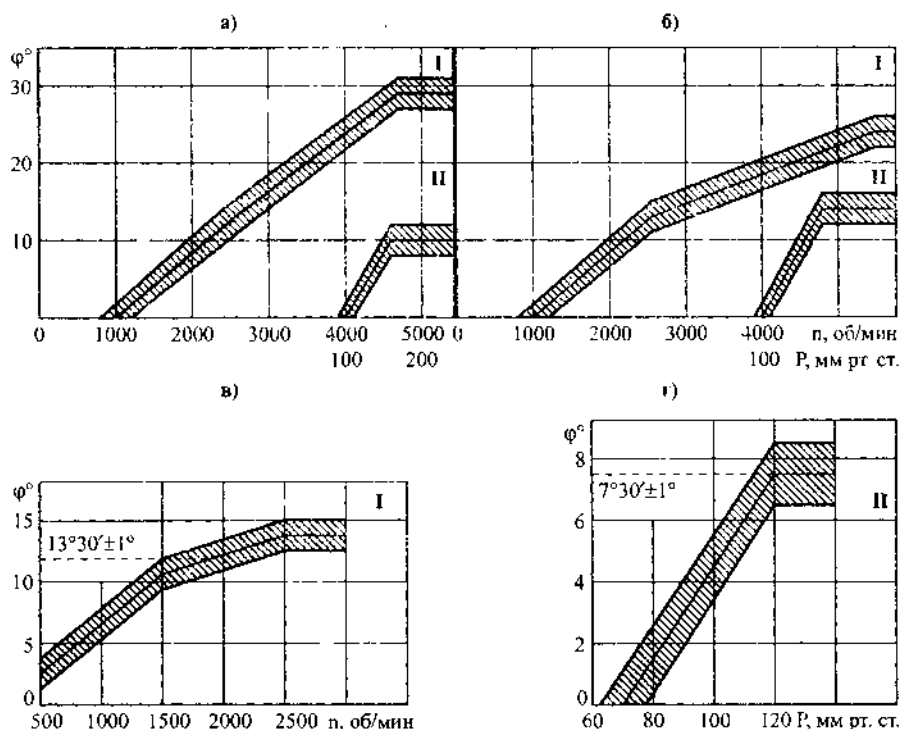 а)
б)
φ°
I
I
30
20
II
II
10
0 1000 2000 3000 4000 5000 0 1000 2000 3000 4000 n, об/мин
100 200 100 P, мм рт. ст.
в)
г)
φ°
I
15
13°30′±1°
10
5
0
500 1000 1500 2000 2500 n, об/мин
φ°
8
7°30′±1°
II
6
4
2
0
60 80 100 120 P, мм рт. ст.